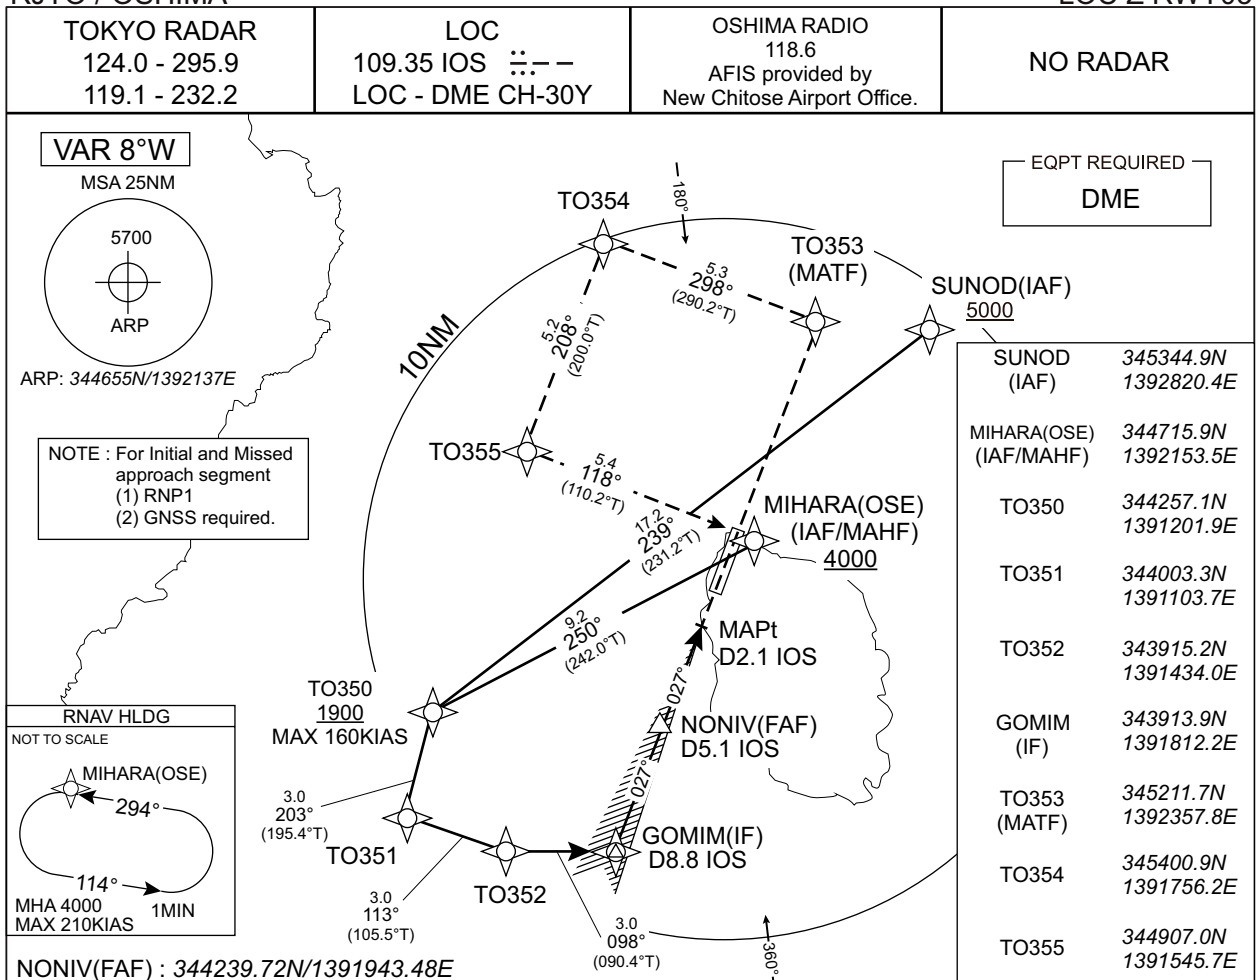 TOKYO RADAR
124.0 - 295.9
119.1 - 232.2
LOC
109.35 IOS
LOC - DME CH-30Y
OSHIMA RADIO
118.6
AFIS provided by
New Chitose Airport Office.
NO RADAR
VAR 8°W
MSA 25NM
5700
ARP
ARP: 344655N/1392137E
EQPT REQUIRED
DME
NOTE : For Initial and Missed
approach segment
(1) RNP1
(2) GNSS required.
10NM
180°
TO354
5.3
298°
(290.2°T)
TO353
(MATF)
SUNOD(IAF)
5000
5.2
208°
(200.0°T)
TO355
5.4
118°
(110.2°T)
17.2
239°
(231.2°T)
MIHARA(OSE)
(IAF/MAHF)
4000
9.2
250°
(242.0°T)
MAPt
D2.1 IOS
027°
NONIV(FAF)
D5.1 IOS
027°
GOMIM(IF)
D8.8 IOS
TO350
1900
MAX 160KIAS
3.0
203°
(195.4°T)
TO351
3.0
113°
(105.5°T)
TO352
3.0
098°
(090.4°T)
360°
RNAV HLDG
NOT TO SCALE
MIHARA(OSE)
294°
114°
MHA 4000
1MIN
MAX 210KIAS
NONIV(FAF) : 344239.72N/1391943.48E
SUNOD 345344.9N
(IAF) 1392820.4E
MIHARA(OSE) 344715.9N
(IAF/MAHF) 1392153.5E
TO350 344257.1N
1391201.9E
TO351 344003.3N
1391103.7E
TO352 343915.2N
1391434.0E
GOMIM 343913.9N
(IF) 1391812.2E
TO353 345211.7N
(MATF) 1392357.8E
TO354 345400.9N
1391756.2E
TO355 344907.0N
1391545.7E